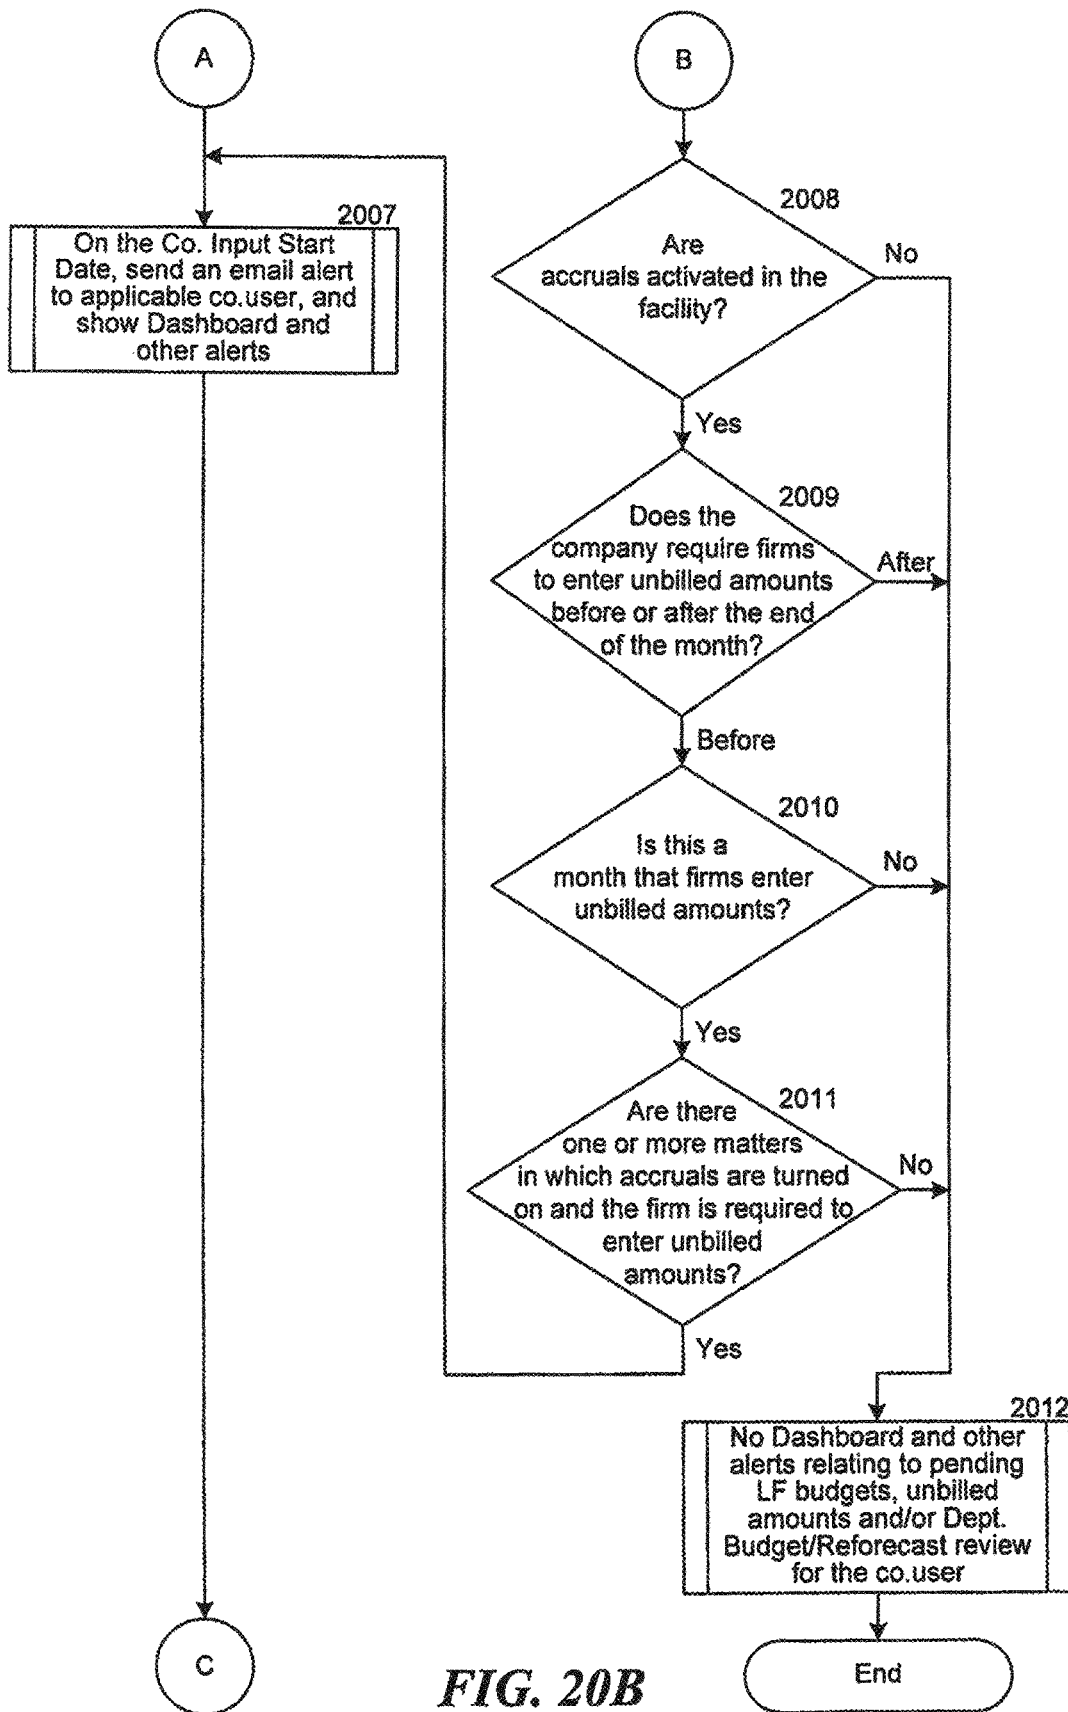 A
B
2007
On the Co. Input Start
Date, send an email alert
to applicable co.user, and
show Dashboard and
other alerts
2008
Are
accruals activated in the
facility?
No
Yes
2009
Does the
company require firms
to enter unbilled amounts
before or after the end
of the month?
After
Before
2010
Is this a
month that firms enter
unbilled amounts?
No
Yes
2011
Are there
one or more matters
in which accruals are turned
on and the firm is required to
enter unbilled
amounts?
No
Yes
2012
No Dashboard and other
alerts relating to pending
LF budgets, unbilled
amounts and/or Dept.
Budget/Reforecast review
for the co.user
C
End
FIG. 20B